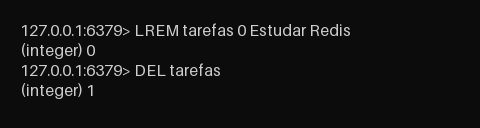 127.0.0.1:6379> LREM tarefas 0 Estudar Redis
(integer) 0
127.0.0.1:6379> DEL tarefas
(integer) 1